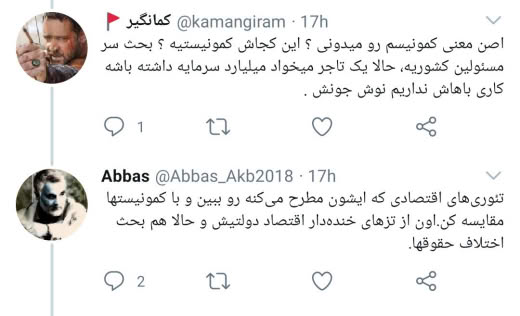 کمانگیر @kamangiram · 17h
اصن معنی کمونیسم رو میدونی ؟ این کجاش کمونیستیه ؟ بحث سر
مسئولین کشوریه، حالا یک تاجر میخواد میلیارد سرمایه داشته باشه
کاری باهاش نداریم نوش جونش .
1
Abbas @Abbas_Akb2018 · 17h
تئوری‌های اقتصادی که ایشون مطرح می‌کنه رو ببین و با کمونیستها
مقایسه کن.اون از تزهای خنده‌دار اقتصاد دولتیش و حالا هم بحث
اختلاف حقوقها.
2